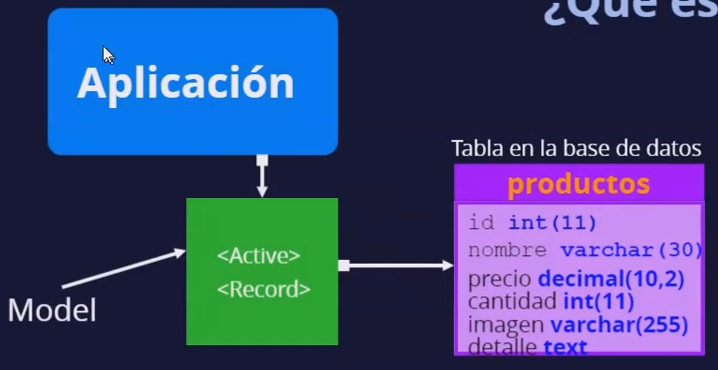 ¿Qué es
Aplicación
Tabla en la base de datos
productos
id int(11)
nombre varchar(30)
precio decimal(10,2)
cantidad int(11)
imagen varchar(255)
detalle text
<Active>
<Record>
Model